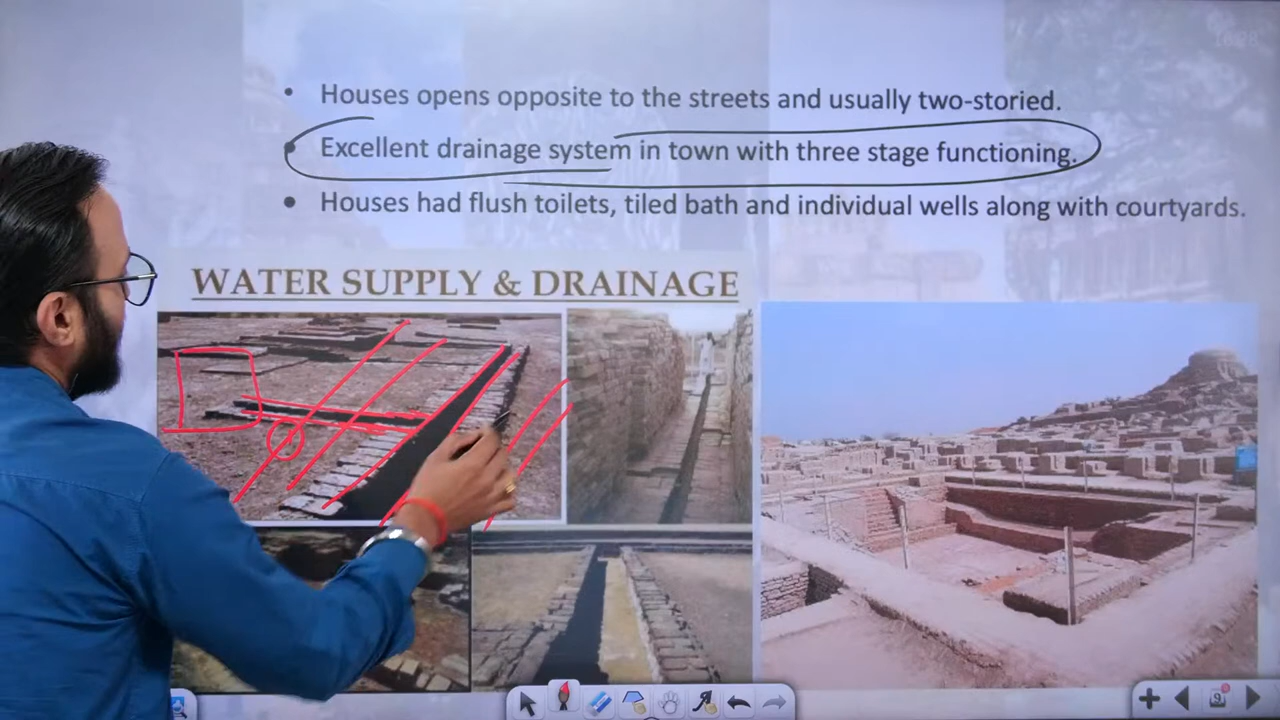 • Houses opens opposite to the streets and usually two-storied.
• Excellent drainage system in town with three stage functioning.
• Houses had flush toilets, tiled bath and individual wells along with courtyards.
WATER SUPPLY & DRAINAGE